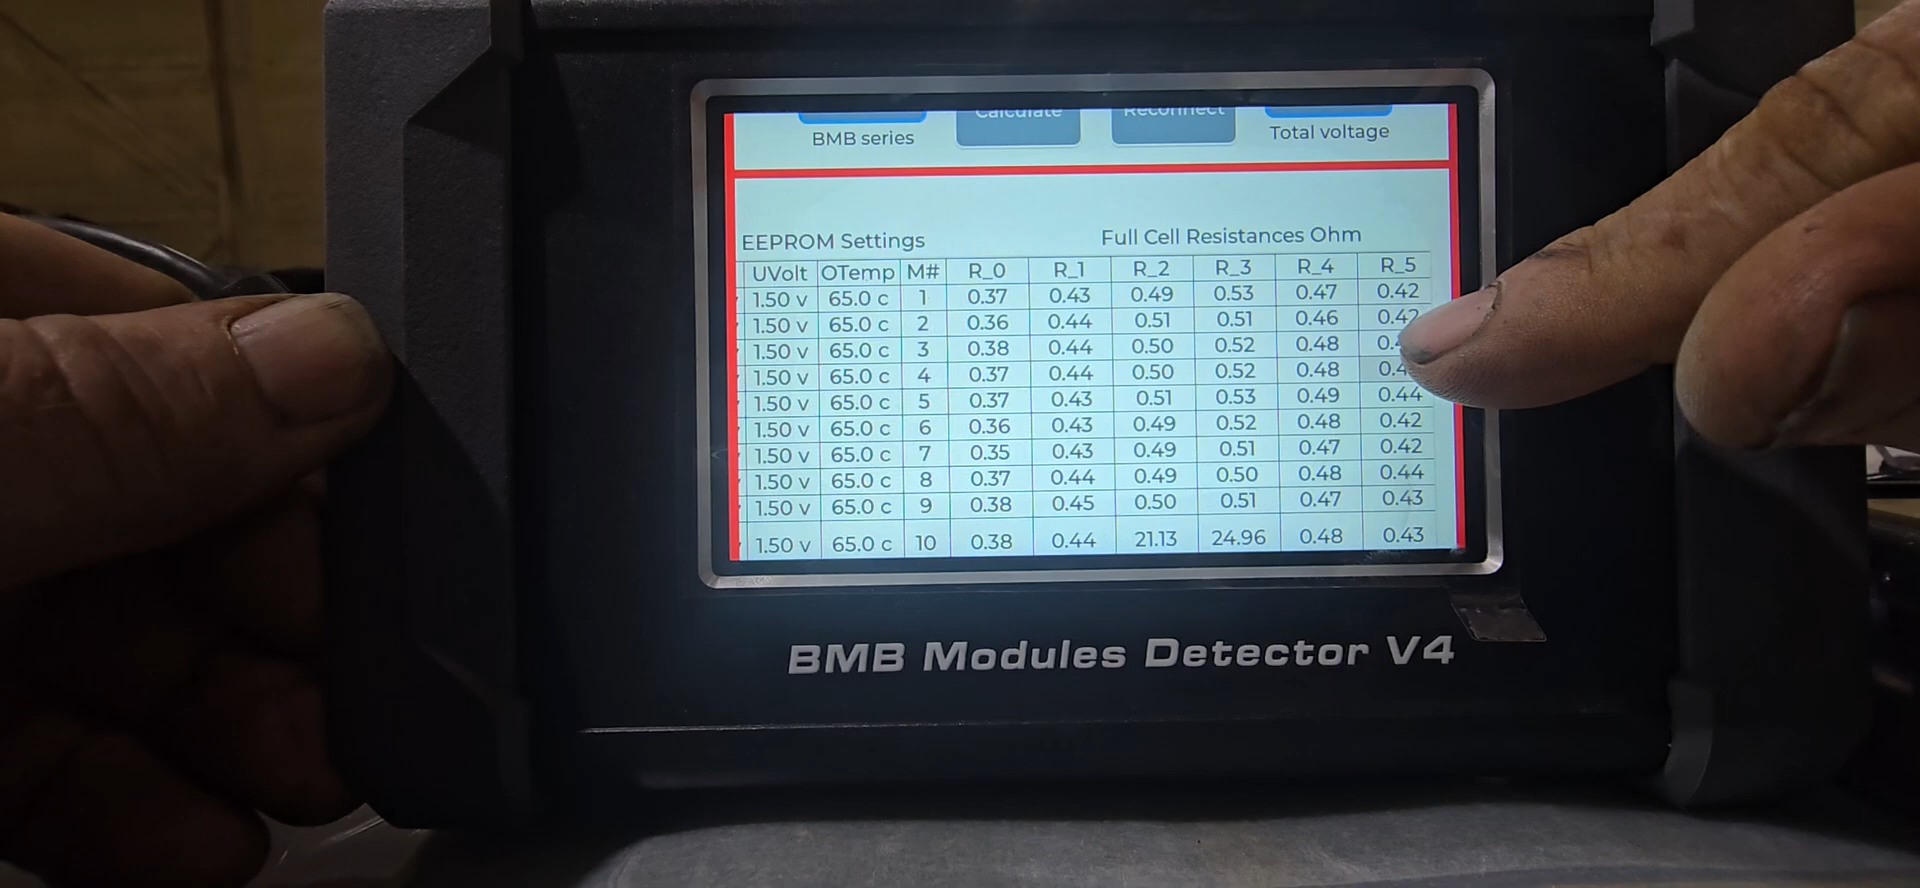 Calculate Reconnect
BMB series Total voltage
EEPROM Settings Full Cell Resistances Ohm
UVolt OTemp M# R_0 R_1 R_2 R_3 R_4 R_5
1.50 v 65.0 c 1 0.37 0.43 0.49 0.53 0.47 0.42
1.50 v 65.0 c 2 0.36 0.44 0.51 0.51 0.46 0.42
1.50 v 65.0 c 3 0.38 0.44 0.50 0.52 0.48
1.50 v 65.0 c 4 0.37 0.44 0.50 0.52 0.48
1.50 v 65.0 c 5 0.37 0.43 0.51 0.53 0.49 0.44
1.50 v 65.0 c 6 0.36 0.43 0.49 0.52 0.48 0.42
1.50 v 65.0 c 7 0.35 0.43 0.49 0.51 0.47 0.42
1.50 v 65.0 c 8 0.37 0.44 0.49 0.50 0.48 0.44
1.50 v 65.0 c 9 0.38 0.45 0.50 0.51 0.47 0.43
1.50 v 65.0 c 10 0.38 0.44 21.13 24.96 0.48 0.43
BMB Modules Detector V4